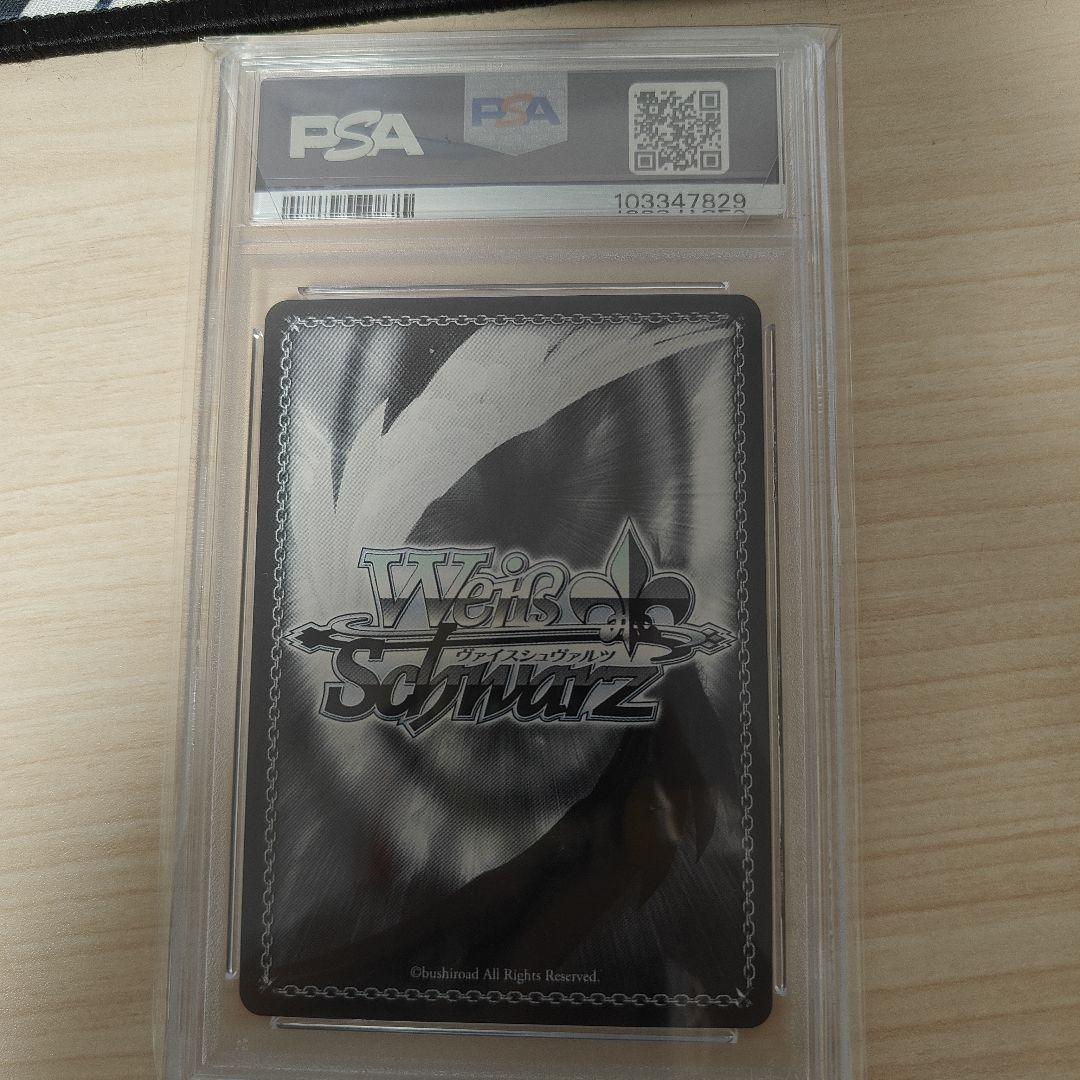 PSA
PSA
103347829
Weiß
ヴァイスシュヴァルツ
Schwarz
©bushiroad All Rights Reserved.